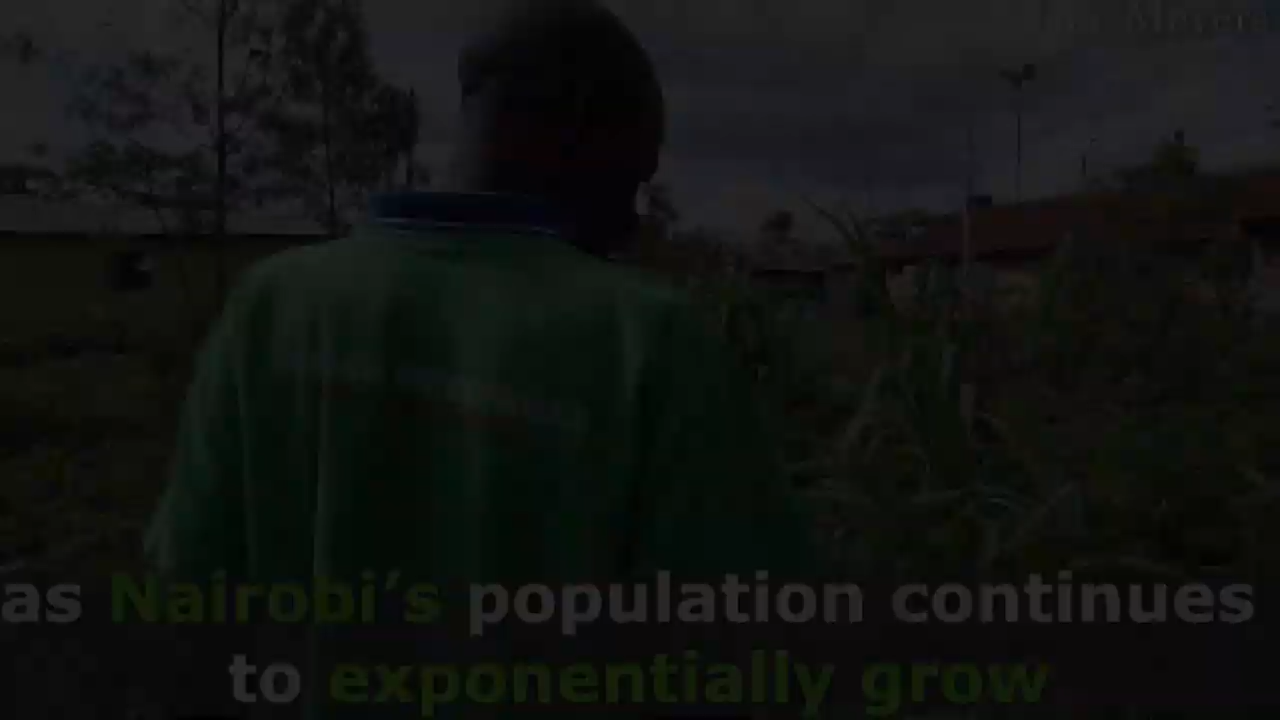 as Nairobi’s population continues
to exponentially grow